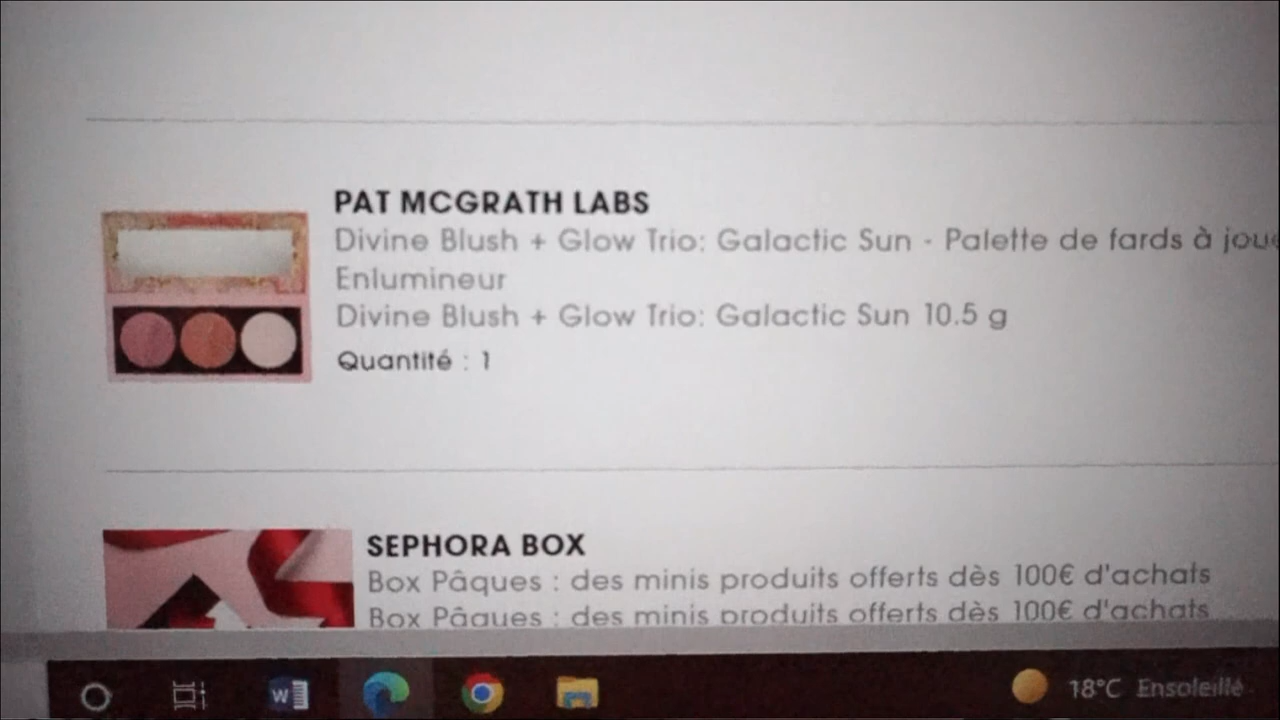 PAT MCGRATH LABS
Divine Blush + Glow Trio: Galactic Sun - Palette de fards à
Enlumineur
Divine Blush + Glow Trio: Galactic Sun 10.5 g
Quantité : 1
SEPHORA BOX
Box Pâques : des minis produits offerts dès 100€ d'achats
Box Pâques : des minis produits offerts dès 100€ d'achats
W
18°C Ensoleillé